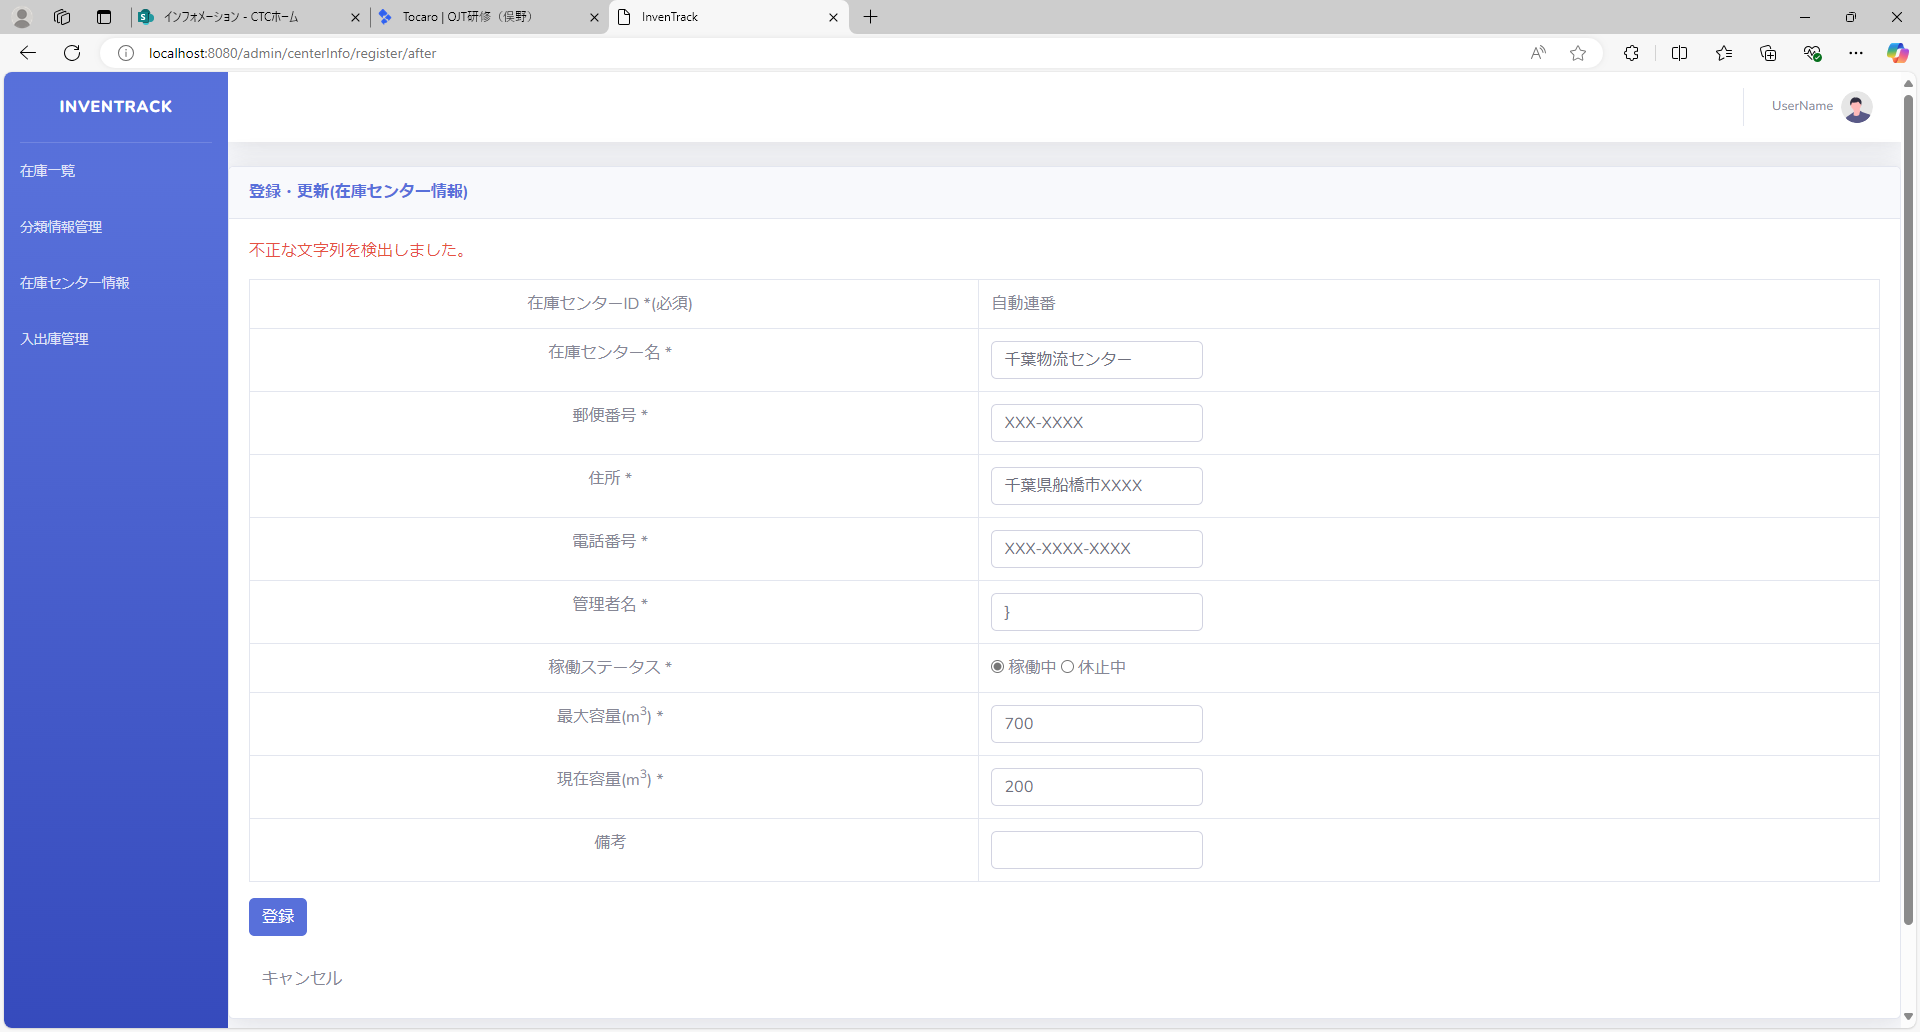 インフォメーション - CTCホーム
Tocaro | OJT研修（俣野）
InvenTrack
localhost:8080/admin/centerInfo/register/after
INVENTRACK
UserName
在庫一覧
分類情報管理
在庫センター情報
入出庫管理
登録・更新(在庫センター情報)
不正な文字列を検出しました。
在庫センターID *(必須) 自動連番
在庫センター名 * 千葉物流センター
郵便番号 * XXX-XXXX
住所 * 千葉県船橋市XXXX
電話番号 * XXX-XXXX-XXXX
管理者名 * }
稼働ステータス * 稼働中 休止中
最大容量(m³) * 700
現在容量(m³) * 200
備考
登録
キャンセル